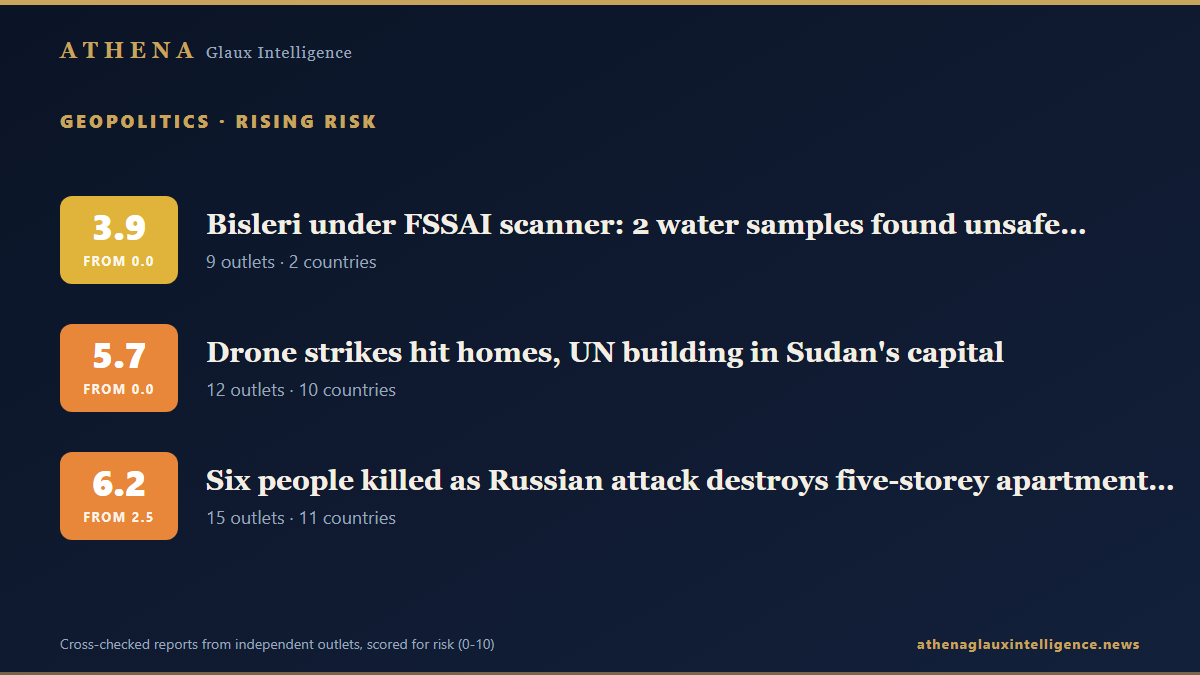 ATHENA Glaux Intelligence
GEOPOLITICS · RISING RISK
3.9
FROM 0.0
Bisleri under FSSAI scanner: 2 water samples found unsafe...
9 outlets · 2 countries
5.7
FROM 0.0
Drone strikes hit homes, UN building in Sudan's capital
12 outlets · 10 countries
6.2
FROM 2.5
Six people killed as Russian attack destroys five-storey apartment...
15 outlets · 11 countries
Cross-checked reports from independent outlets, scored for risk (0-10)
athenaglauxintelligence.news